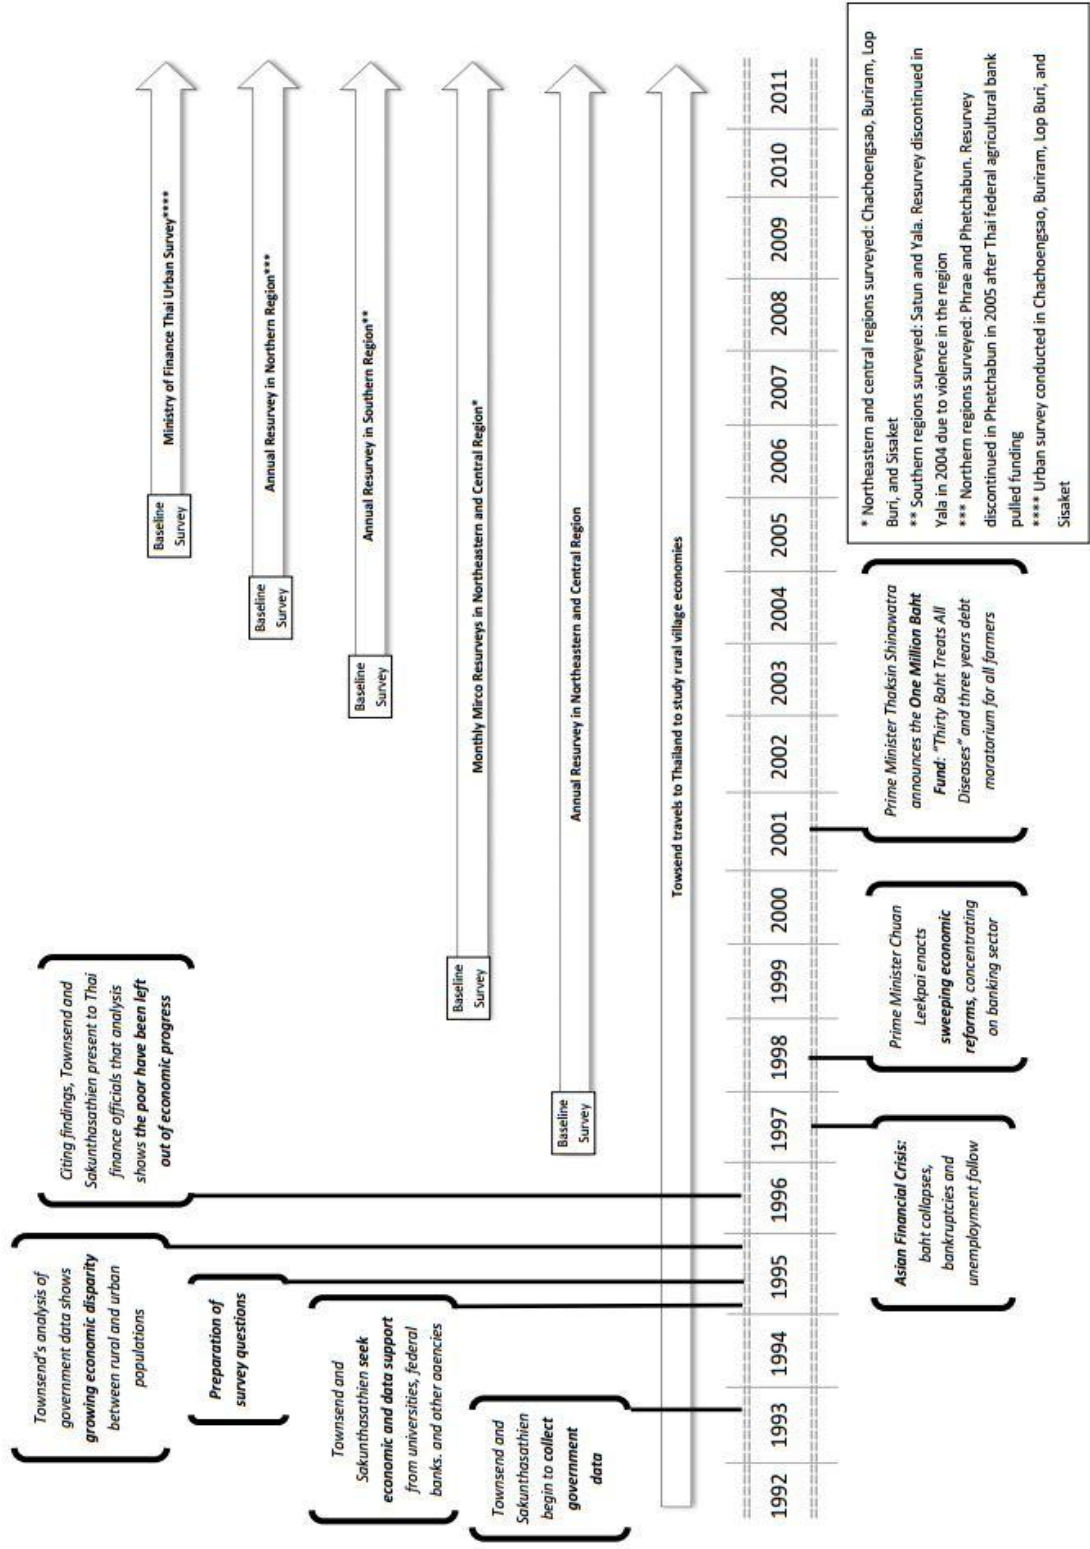 Townsend's analysis of
government data shows
growing economic disparity
between rural and urban
populations
Citing findings, Townsend and
Sakunthasathien present to Thai
finance officials that analysis
shows the poor have been left
out of economic progress
Preparation of
survey questions
Townsend and
Sakunthasathien seek
economic and data support
from universities, federal
banks. and other agencies
Townsend and
Sakunthasathien
begin to collect
government
data
Baseline
Survey
Ministry of Finance Thai Urban Survey****
Baseline
Survey
Annual Resurvey in Northern Region***
Baseline
Survey
Annual Resurvey in Southern Region**
Baseline
Survey
Monthly Mirco Resurveys in Northeastern and Central Region*
Baseline
Survey
Annual Resurvey in Northeastern and Central Region
Towsend travels to Thailand to study rural village economies
1992 1993 1994 1995 1996 1997 1998 1999 2000 2001 2002 2003 2004 2005 2006 2007 2008 2009 2010 2011
Asian Financial Crisis:
baht collapses,
bankruptcies and
unemployment follow
Prime Minister Chuan
Leekpai enacts
sweeping economic
reforms, concentrating
on banking sector
Prime Minister Thaksin Shinawatra
announces the One Million Baht
Fund: "Thirty Baht Treats All
Diseases" and three years debt
moratorium for all farmers
* Northeastern and central regions surveyed: Chachoengsao, Buriram, Lop
Buri, and Sisaket
** Southern regions surveyed: Satun and Yala. Resurvey discontinued in
Yala in 2004 due to violence in the region
*** Northern regions surveyed: Phrae and Phetchabun. Resurvey
discontinued in Phetchabun in 2005 after Thai federal agricultural bank
pulled funding
**** Urban survey conducted in Chachoengsao, Buriram, Lop Buri, and
Sisaket